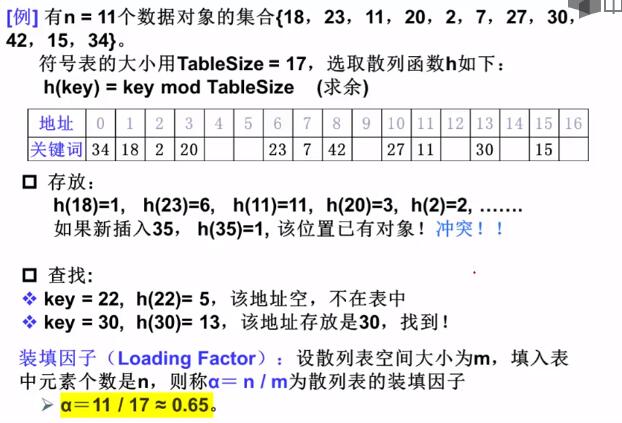 [例] 有n = 11个数据对象的集合{18，23，11，20，2，7，27，30，
42，15，34}。
符号表的大小用TableSize = 17，选取散列函数h如下：
h(key) = key mod TableSize （求余）
地址 0 1 2 3 4 5 6 7 8 9 10 11 12 13 14 15 16
关键词 34 18 2 20 23 7 42 27 11 30 15
存放：
h(18)=1, h(23)=6, h(11)=11, h(20)=3, h(2)=2, …….
如果新插入35， h(35)=1, 该位置已有对象！冲突！！
查找:
key = 22, h(22)= 5，该地址空，不在表中
key = 30, h(30)= 13，该地址存放是30，找到！
装填因子（Loading Factor）：设散列表空间大小为m，填入表
中元素个数是n，则称α＝ n / m为散列表的装填因子
α＝11 / 17 ≈ 0.65。